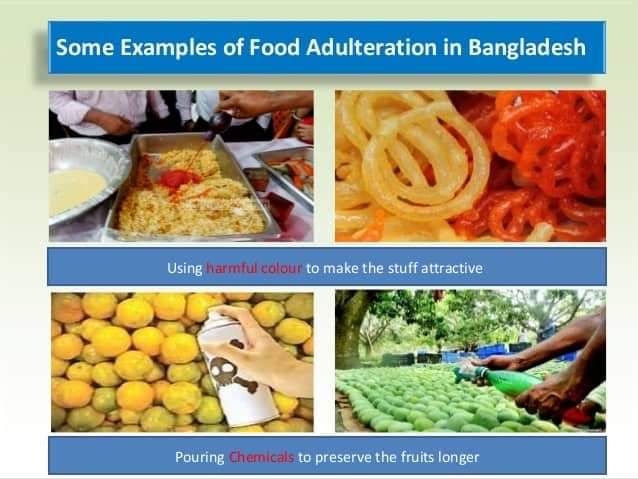 Some Examples of Food Adulteration in Bangladesh
Using harmful colour to make the stuff attractive
Pouring Chemicals to preserve the fruits longer